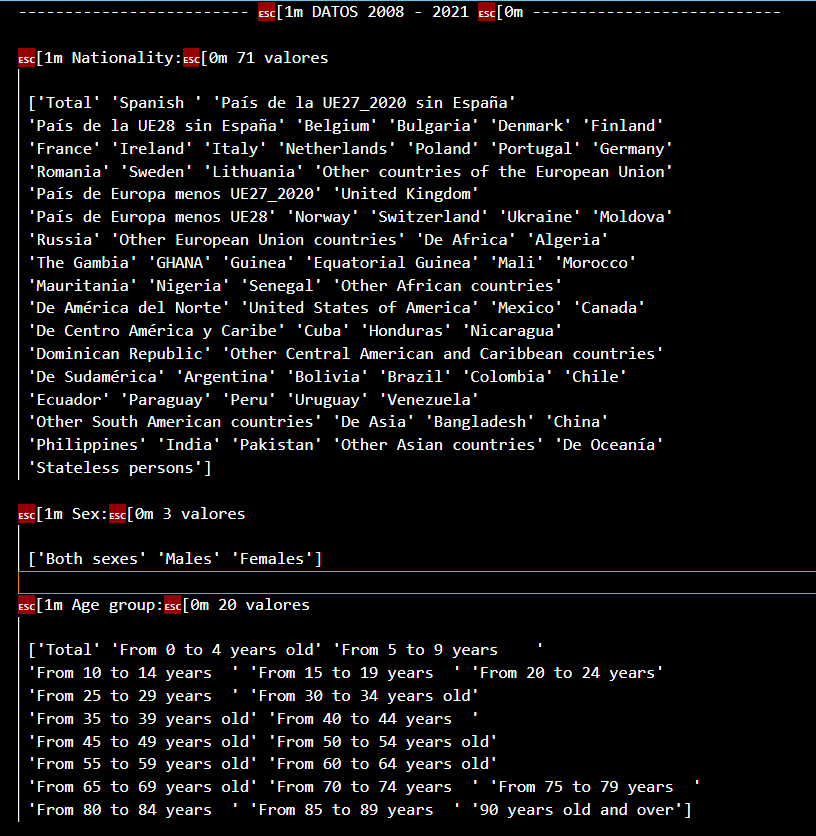 ------------------------- ESC[1m DATOS 2008 - 2021 ESC[0m ---------------------------
ESC[1m Nationality:ESC[0m 71 valores
['Total' 'Spanish ' 'País de la UE27_2020 sin España'
'País de la UE28 sin España' 'Belgium' 'Bulgaria' 'Denmark' 'Finland'
'France' 'Ireland' 'Italy' 'Netherlands' 'Poland' 'Portugal' 'Germany'
'Romania' 'Sweden' 'Lithuania' 'Other countries of the European Union'
'País de Europa menos UE27_2020' 'United Kingdom'
'País de Europa menos UE28' 'Norway' 'Switzerland' 'Ukraine' 'Moldova'
'Russia' 'Other European Union countries' 'De Africa' 'Algeria'
'The Gambia' 'GHANA' 'Guinea' 'Equatorial Guinea' 'Mali' 'Morocco'
'Mauritania' 'Nigeria' 'Senegal' 'Other African countries'
'De América del Norte' 'United States of America' 'Mexico' 'Canada'
'De Centro América y Caribe' 'Cuba' 'Honduras' 'Nicaragua'
'Dominican Republic' 'Other Central American and Caribbean countries'
'De Sudamérica' 'Argentina' 'Bolivia' 'Brazil' 'Colombia' 'Chile'
'Ecuador' 'Paraguay' 'Peru' 'Uruguay' 'Venezuela'
'Other South American countries' 'De Asia' 'Bangladesh' 'China'
'Philippines' 'India' 'Pakistan' 'Other Asian countries' 'De Oceanía'
'Stateless persons']
ESC[1m Sex:ESC[0m 3 valores
['Both sexes' 'Males' 'Females']
ESC[1m Age group:ESC[0m 20 valores
['Total' 'From 0 to 4 years old' 'From 5 to 9 years    '
'From 10 to 14 years  ' 'From 15 to 19 years  ' 'From 20 to 24 years'
'From 25 to 29 years  ' 'From 30 to 34 years old'
'From 35 to 39 years old' 'From 40 to 44 years  '
'From 45 to 49 years old' 'From 50 to 54 years old'
'From 55 to 59 years old' 'From 60 to 64 years old'
'From 65 to 69 years old' 'From 70 to 74 years  ' 'From 75 to 79 years  '
'From 80 to 84 years  ' 'From 85 to 89 years  ' '90 years old and over']